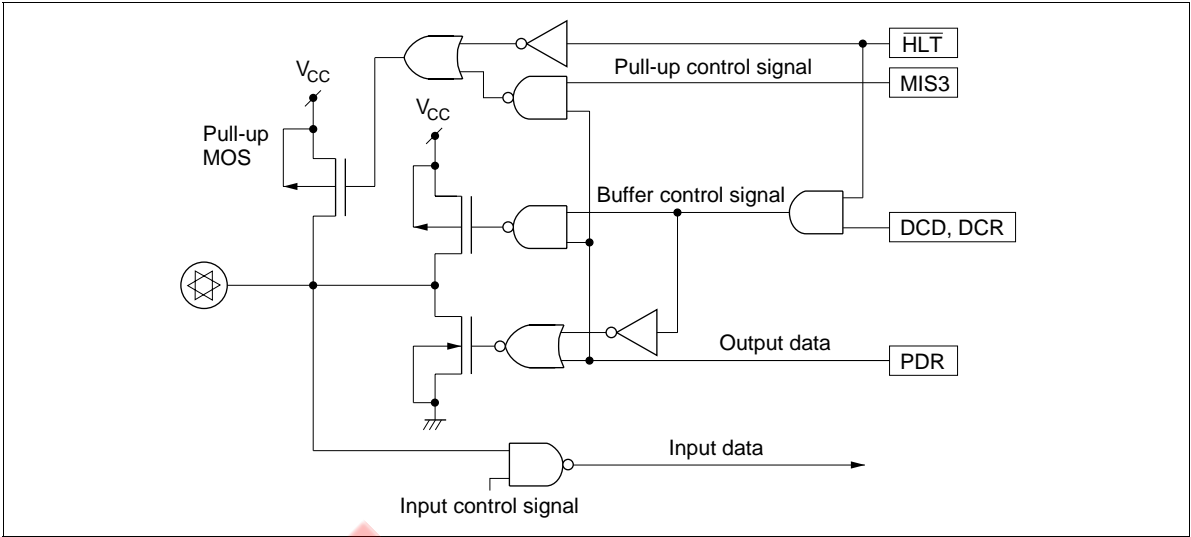 HLT
Pull-up control signal
MIS3
VCC
VCC
Pull-up
MOS
Buffer control signal
DCD, DCR
Output data
PDR
Input data
Input control signal